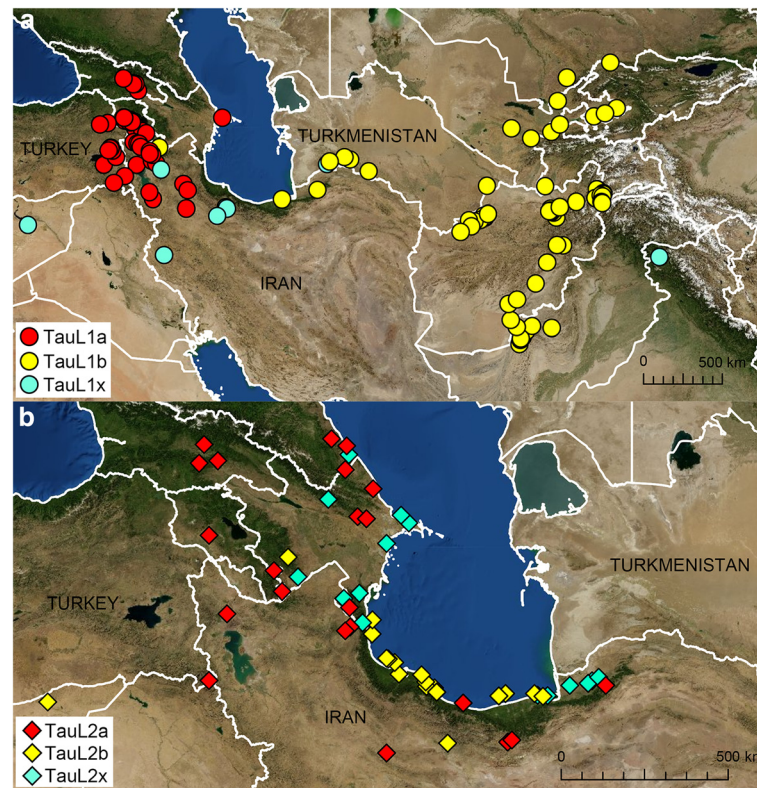 a
TURKMENISTAN
TURKEY
IRAN
TauL1a
TauL1b
TauL1x
0 500 km
b
TURKMENISTAN
TURKEY
IRAN
TauL2a
TauL2b
TauL2x
0 500 km